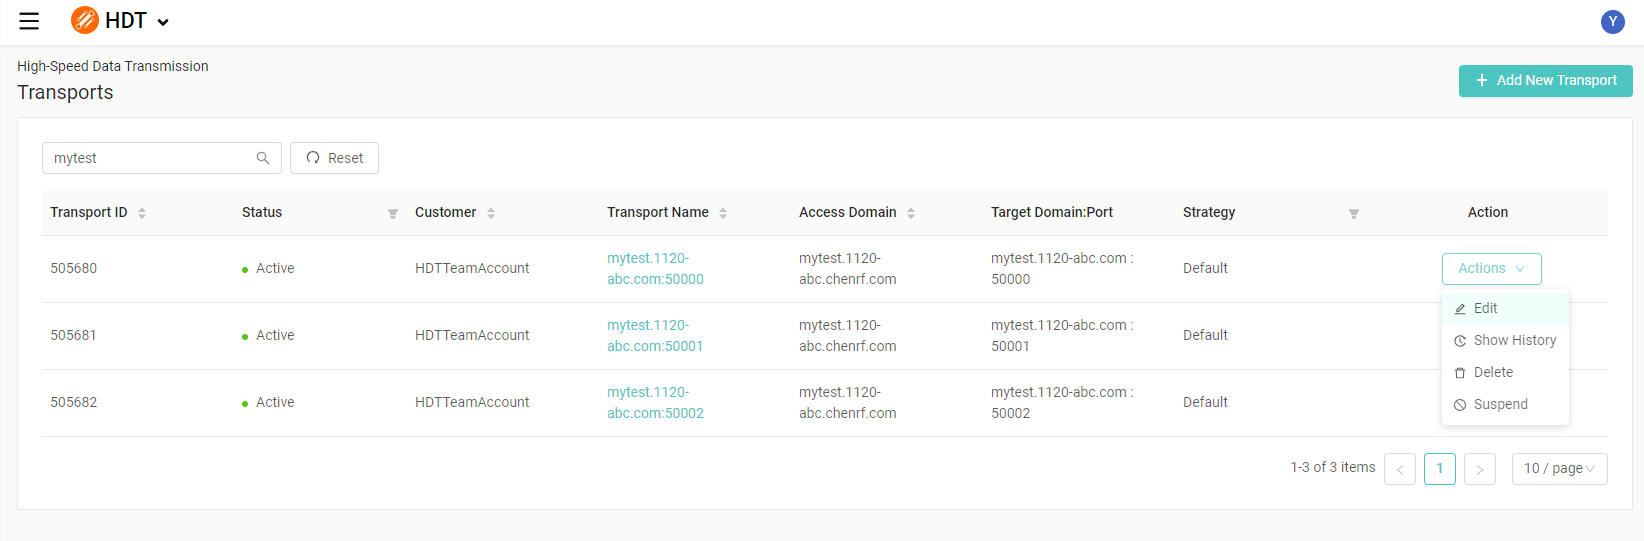 HDT
Y
High-Speed Data Transmission
Transports
Add New Transport
mytest
Reset
Transport ID Status Customer Transport Name Access Domain Target Domain:Port Strategy Action
505680 Active HDTTeamAccount mytest.1120- mytest.1120- mytest.1120-abc.com : Default Actions
abc.com:50000 abc.chenrf.com 50000
Edit
505681 Active HDTTeamAccount mytest.1120- mytest.1120- mytest.1120-abc.com : Default Show History
abc.com:50001 abc.chenrf.com 50001
Delete
505682 Active HDTTeamAccount mytest.1120- mytest.1120- mytest.1120-abc.com : Default Suspend
abc.com:50002 abc.chenrf.com 50002
1-3 of 3 items < 1 > 10 / page